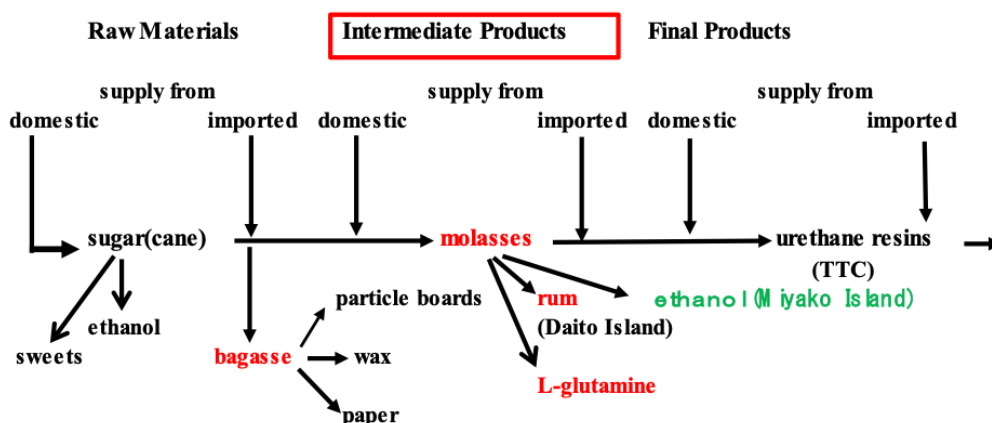 Raw Materials Intermediate Products Final Products
supply from supply from supply from
domestic imported domestic imported domestic imported
sugar(cane) molasses urethane resins
(TTC)
particle boards rum ethanol(Miyako Island)
ethanol (Daito Island)
sweets bagasse wax
L-glutamine
paper